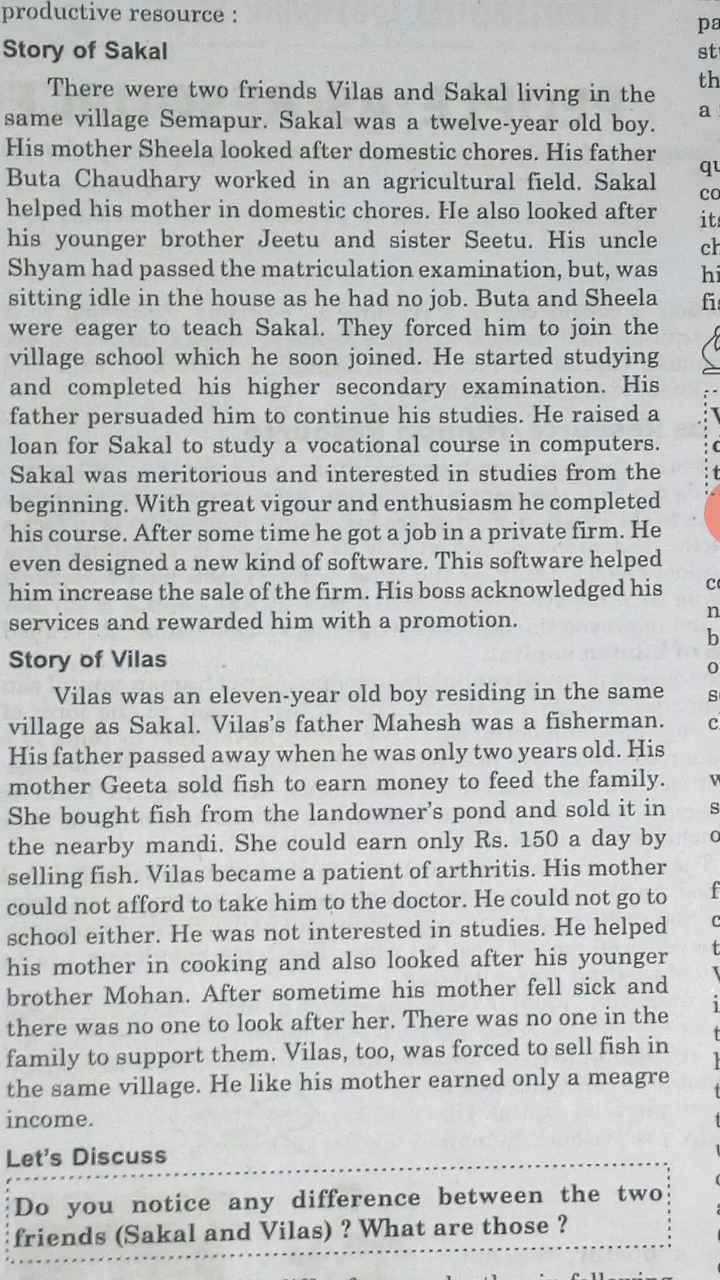 productive resource :
Story of Sakal
There were two friends Vilas and Sakal living in the
same village Semapur. Sakal was a twelve-year old boy.
His mother Sheela looked after domestic chores. His father
Buta Chaudhary worked in an agricultural field. Sakal
helped his mother in domestic chores. He also looked after
his younger brother Jeetu and sister Seetu. His uncle
Shyam had passed the matriculation examination, but, was
sitting idle in the house as he had no job. Buta and Sheela
were eager to teach Sakal. They forced him to join the
village school which he soon joined. He started studying
and completed his higher secondary examination. His
father persuaded him to continue his studies. He raised a
loan for Sakal to study a vocational course in computers.
Sakal was meritorious and interested in studies from the
beginning. With great vigour and enthusiasm he completed
his course. After some time he got a job in a private firm. He
even designed a new kind of software. This software helped
him increase the sale of the firm. His boss acknowledged his
services and rewarded him with a promotion.
Story of Vilas
Vilas was an eleven-year old boy residing in the same
village as Sakal. Vilas's father Mahesh was a fisherman.
His father passed away when he was only two years old. His
mother Geeta sold fish to earn money to feed the family.
She bought fish from the landowner's pond and sold it in
the nearby mandi. She could earn only Rs. 150 a day by
selling fish. Vilas became a patient of arthritis. His mother
could not afford to take him to the doctor. He could not go to
school either. He was not interested in studies. He helped
his mother in cooking and also looked after his younger
brother Mohan. After sometime his mother fell sick and
there was no one to look after her. There was no one in the
family to support them. Vilas, too, was forced to sell fish in
the same village. He like his mother earned only a meagre
income.
Let's Discuss
Do you notice any difference between the two
friends (Sakal and Vilas) ? What are those ?